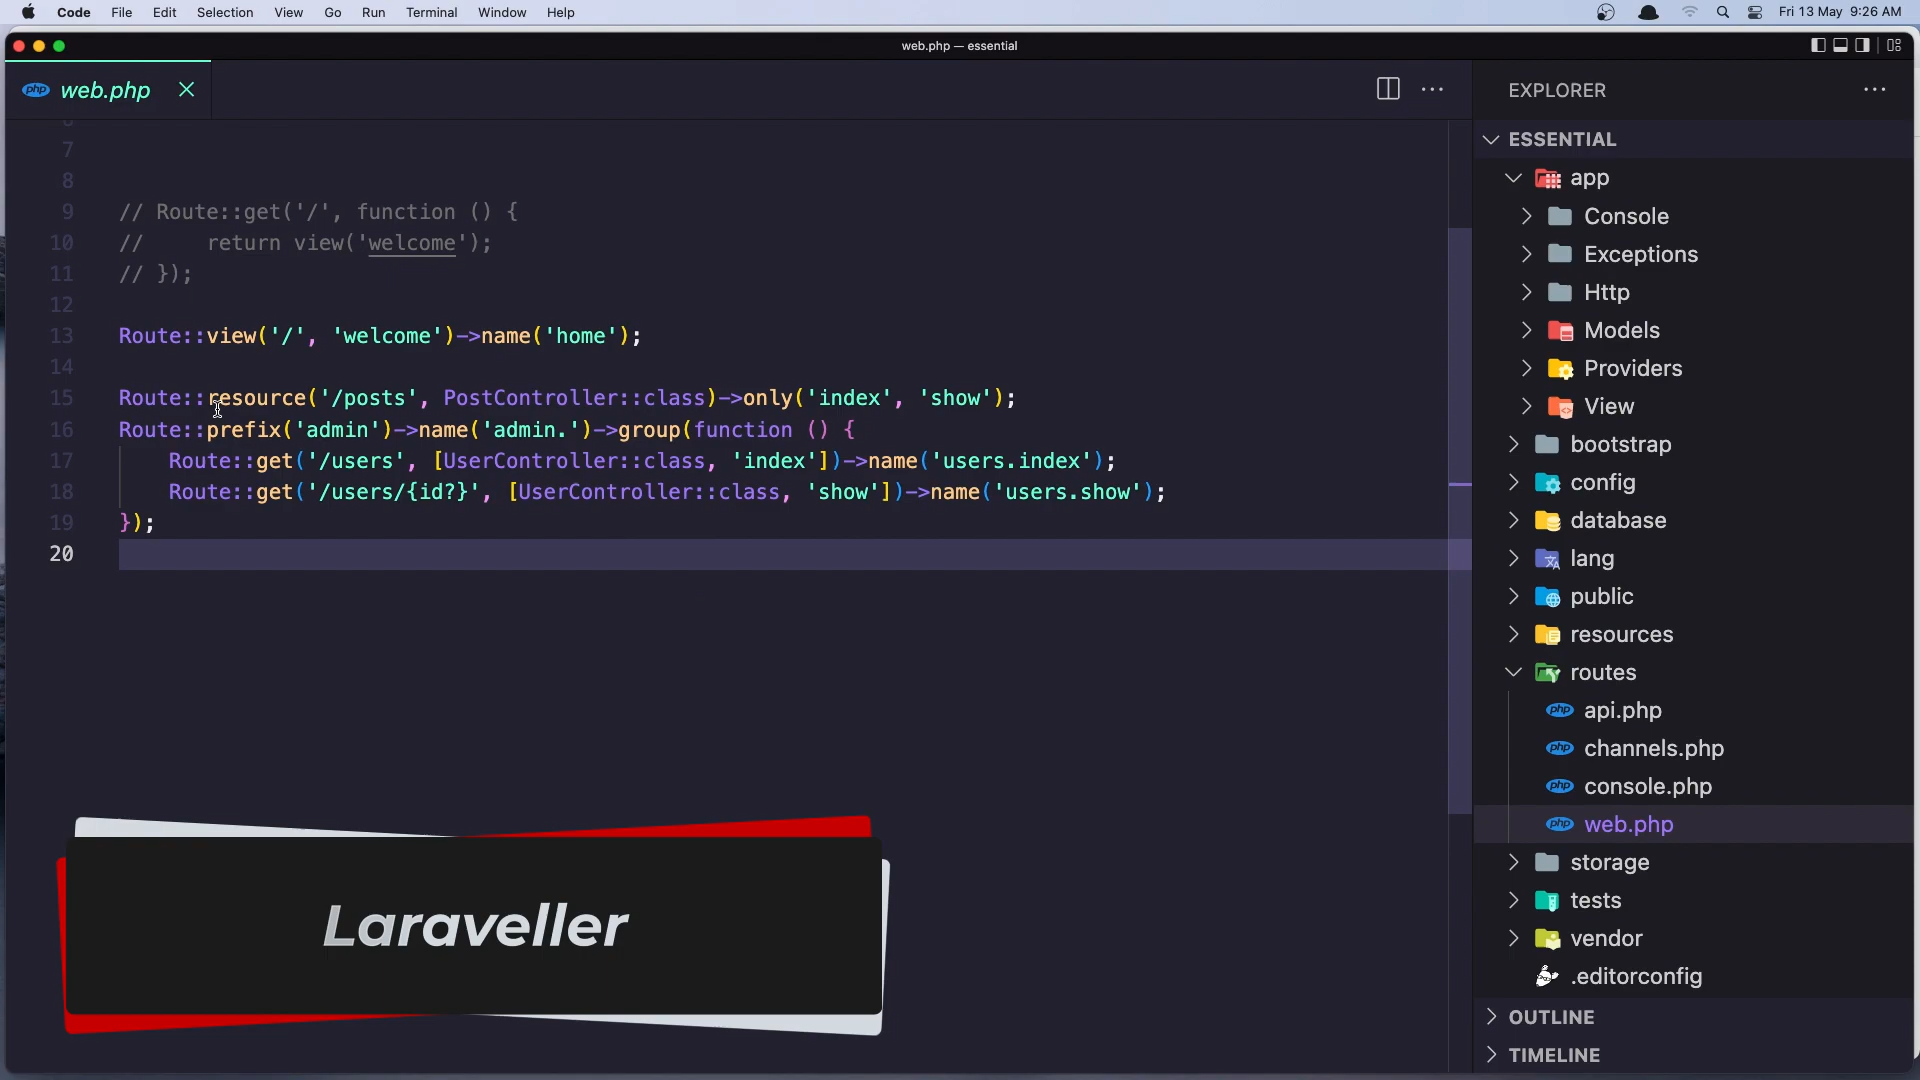 Code File Edit Selection View Go Run Terminal Window Help Fri 13 May 9:26 AM
web.php — essential
php web.php
EXPLORER
ESSENTIAL
7
8
9 // Route::get('/', function () {
10 //     return view('welcome');
11 // });
12
13 Route::view('/', 'welcome')->name('home');
14
15 Route::resource('/posts', PostController::class)->only('index', 'show');
16 Route::prefix('admin')->name('admin.')->group(function () {
17     Route::get('/users', [UserController::class, 'index'])->name('users.index');
18     Route::get('/users/{id?}', [UserController::class, 'show'])->name('users.show');
19 });
20
app
Console
Exceptions
Http
Models
Providers
View
bootstrap
config
database
lang
public
resources
routes
php api.php
php channels.php
php console.php
php web.php
storage
tests
vendor
.editorconfig
OUTLINE
TIMELINE
Laraveller